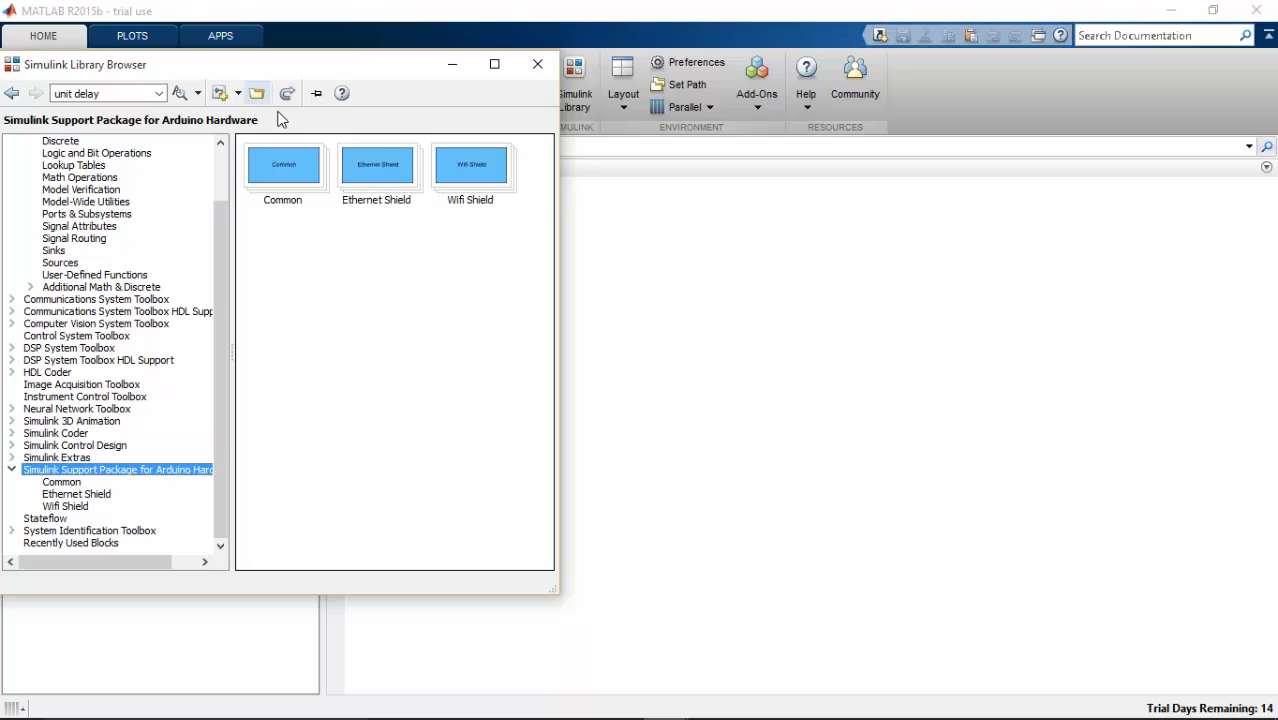 MATLAB R2015b - trial use
HOME PLOTS APPS
Search Documentation
Simulink Library Browser
unit delay
Simulink Support Package for Arduino Hardware
Discrete
Logic and Bit Operations
Lookup Tables
Math Operations
Model Verification
Model-Wide Utilities
Ports & Subsystems
Signal Attributes
Signal Routing
Sinks
Sources
User-Defined Functions
Additional Math & Discrete
Communications System Toolbox
Communications System Toolbox HDL Supp
Computer Vision System Toolbox
Control System Toolbox
DSP System Toolbox
DSP System Toolbox HDL Support
HDL Coder
Image Acquisition Toolbox
Instrument Control Toolbox
Neural Network Toolbox
Simulink 3D Animation
Simulink Coder
Simulink Control Design
Simulink Extras
Simulink Support Package for Arduino Hard
Common
Ethernet Shield
Wifi Shield
Stateflow
System Identification Toolbox
Recently Used Blocks
Common Ethernet Shield Wifi Shield
Common Ethernet Shield Wifi Shield
Simulink
Library
Layout
Preferences
Set Path
Parallel
Add-Ons
Help
Community
MULINK ENVIRONMENT RESOURCES
Trial Days Remaining: 14